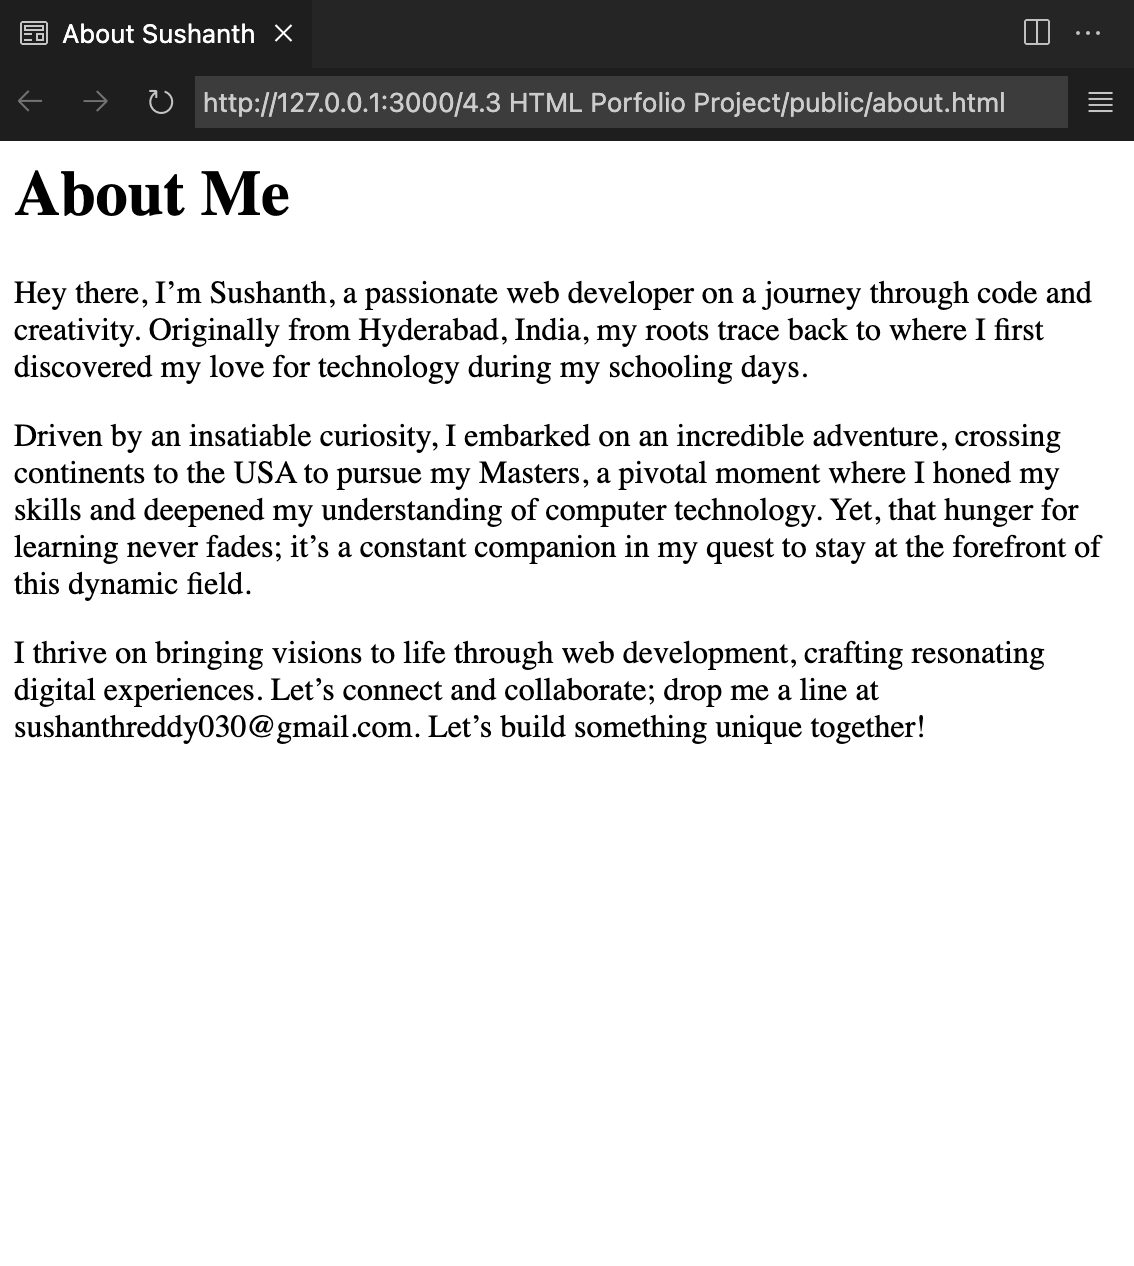 About Sushanth
http://127.0.0.1:3000/4.3 HTML Porfolio Project/public/about.html
About Me
Hey there, I’m Sushanth, a passionate web developer on a journey through code and
creativity. Originally from Hyderabad, India, my roots trace back to where I first
discovered my love for technology during my schooling days.
Driven by an insatiable curiosity, I embarked on an incredible adventure, crossing
continents to the USA to pursue my Masters, a pivotal moment where I honed my
skills and deepened my understanding of computer technology. Yet, that hunger for
learning never fades; it’s a constant companion in my quest to stay at the forefront of
this dynamic field.
I thrive on bringing visions to life through web development, crafting resonating
digital experiences. Let’s connect and collaborate; drop me a line at
sushanthreddy030@gmail.com. Let’s build something unique together!